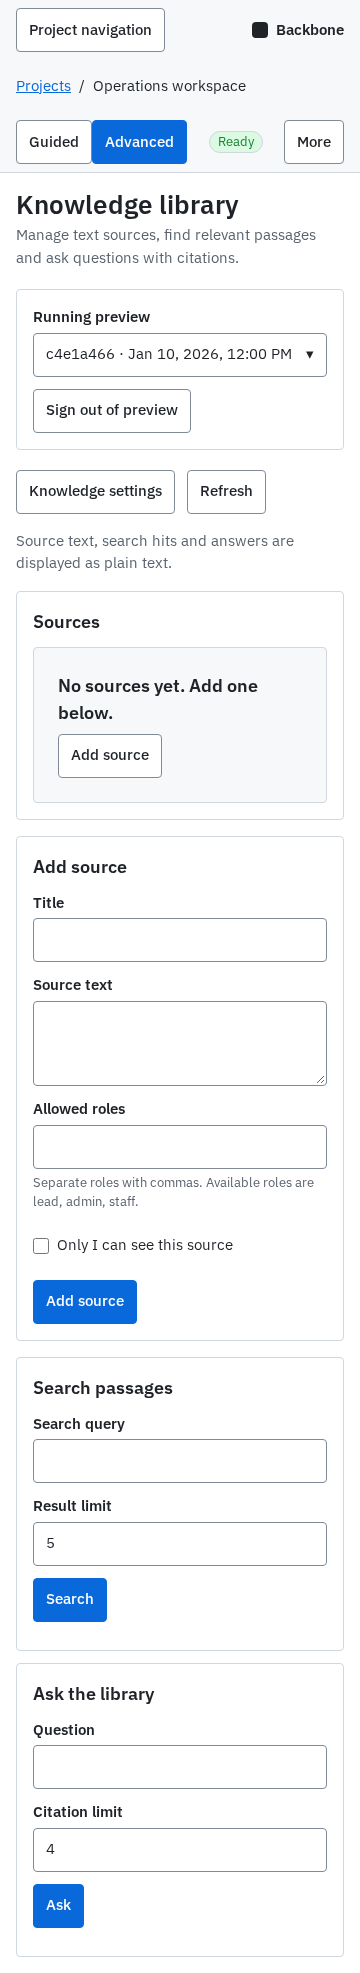 Project navigation
Backbone
Projects / Operations workspace
Guided
Advanced
Ready
More
Knowledge library
Manage text sources, find relevant passages
and ask questions with citations.
Running preview
c4e1a466 · Jan 10, 2026, 12:00 PM ▾
Sign out of preview
Knowledge settings
Refresh
Source text, search hits and answers are
displayed as plain text.
Sources
No sources yet. Add one
below.
Add source
Add source
Title
Source text
Allowed roles
Separate roles with commas. Available roles are
lead, admin, staff.
Only I can see this source
Add source
Search passages
Search query
Result limit
5
Search
Ask the library
Question
Citation limit
4
Ask